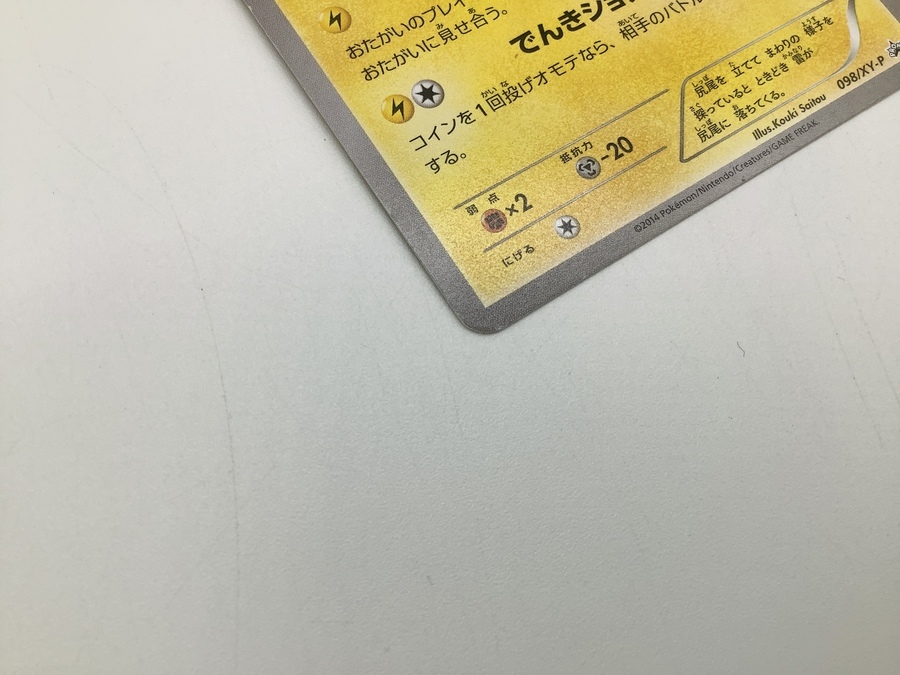 おたがいのプレイ
おたがいに見せ合う。
でんきショ
コインを1回投げオモテなら、相手のバトル
する。
弱点
×2
抵抗力
-20
にげる
尻尾を 立てて まわりの 様子を
探っていると ときどき 雷が
尻尾に 落ちてくる。
Illus.Kouki Saitou
098/XY-P
©2014 Pokémon/Nintendo/Creatures/GAME FREAK.